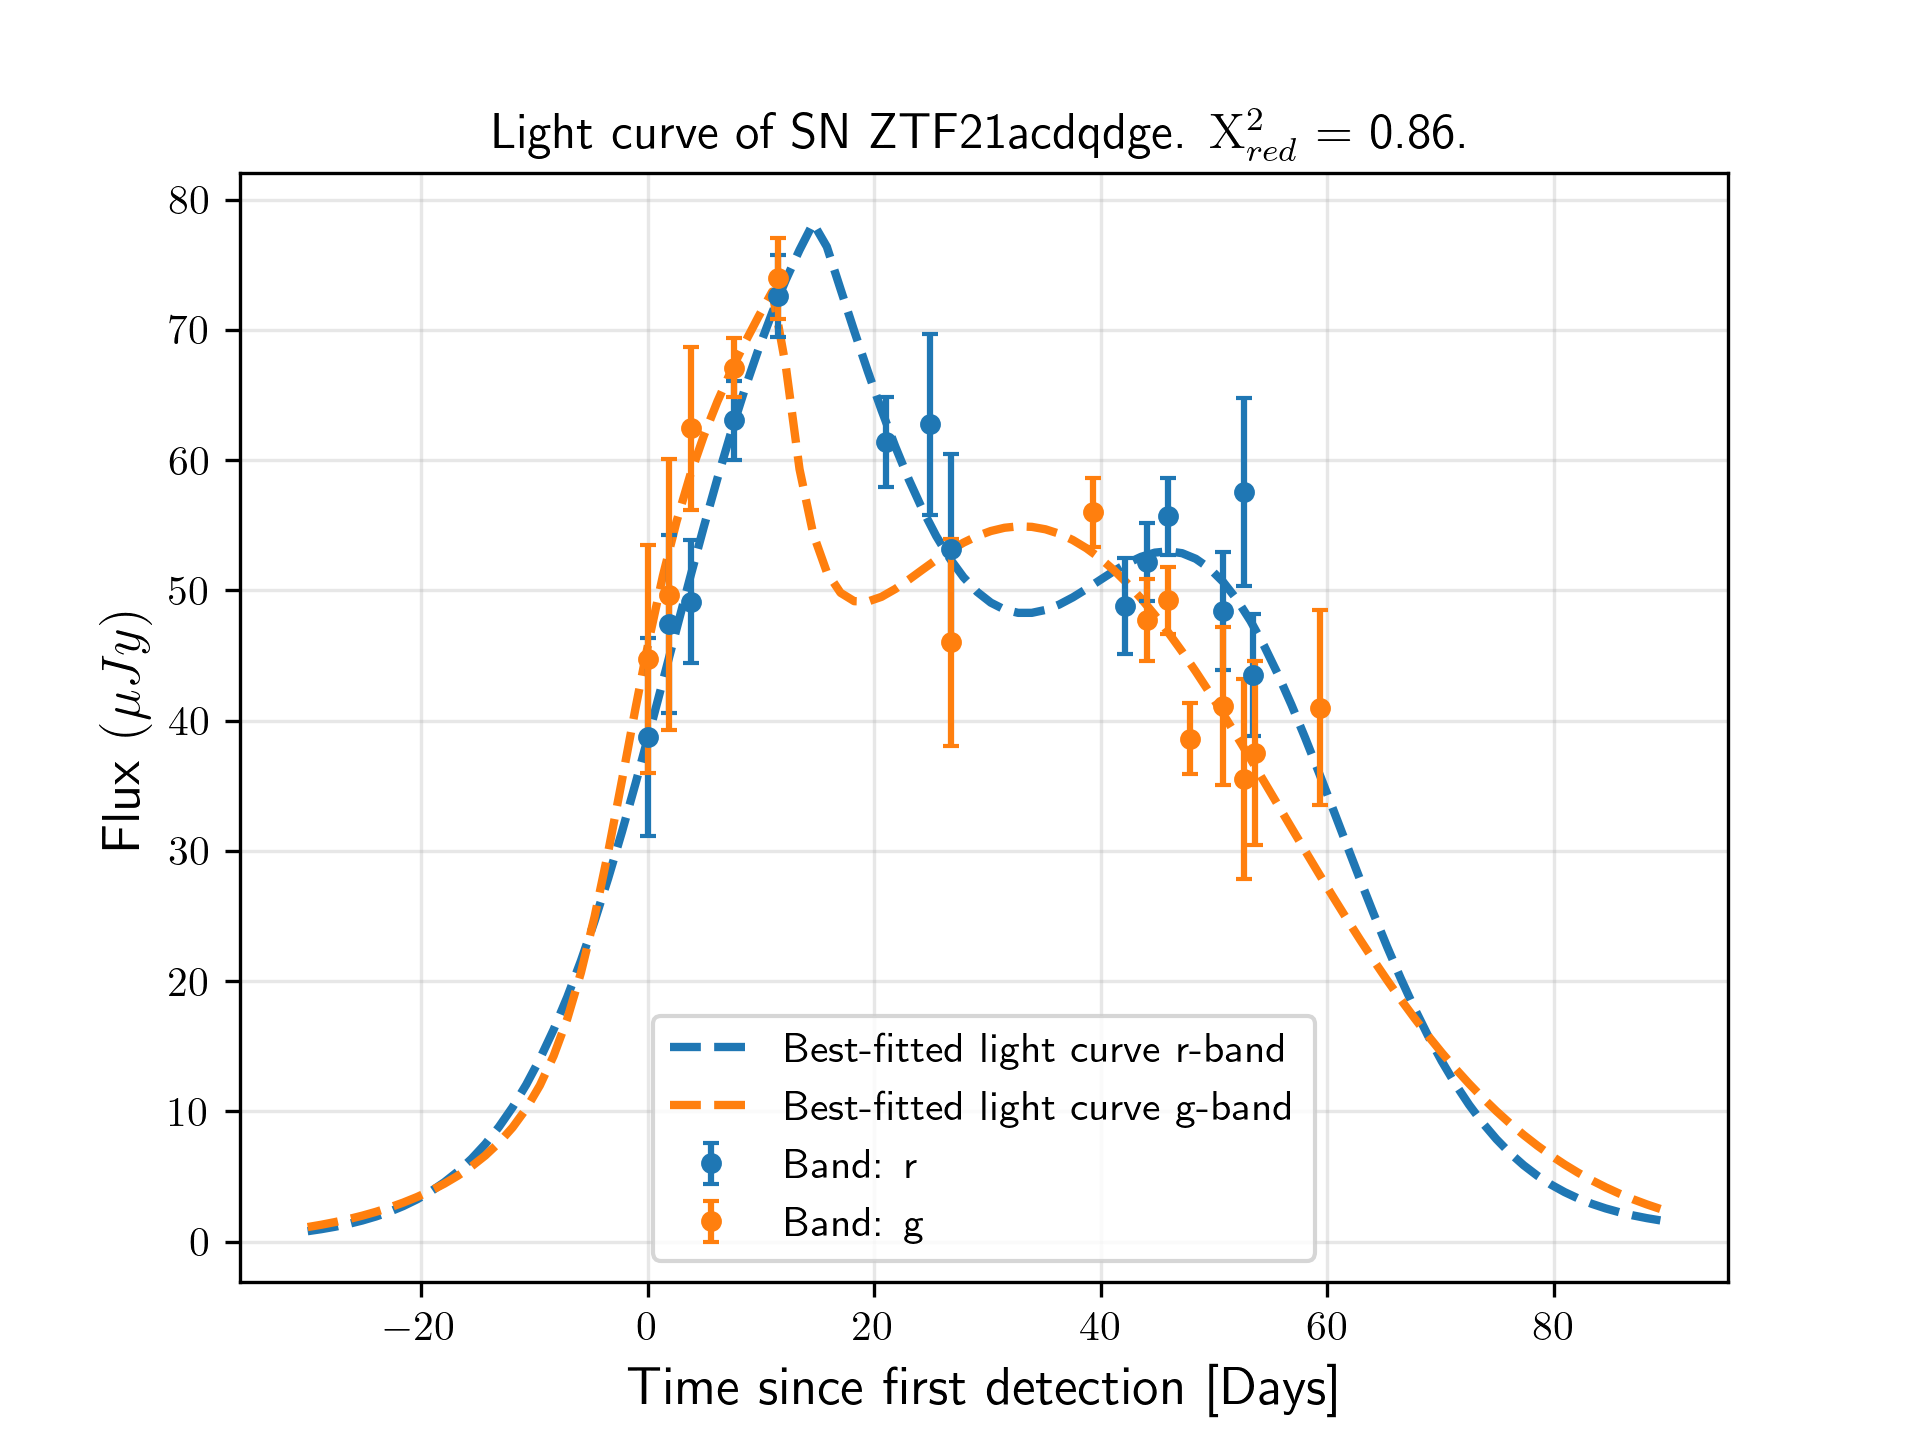 Light curve of SN ZTF21acdqdge. X²_red = 0.86.
80
70
60
50
40
30
20
10
0
Flux (μJy)
−20 0 20 40 60 80
Time since first detection [Days]
Best-fitted light curve r-band
Best-fitted light curve g-band
Band: r
Band: g